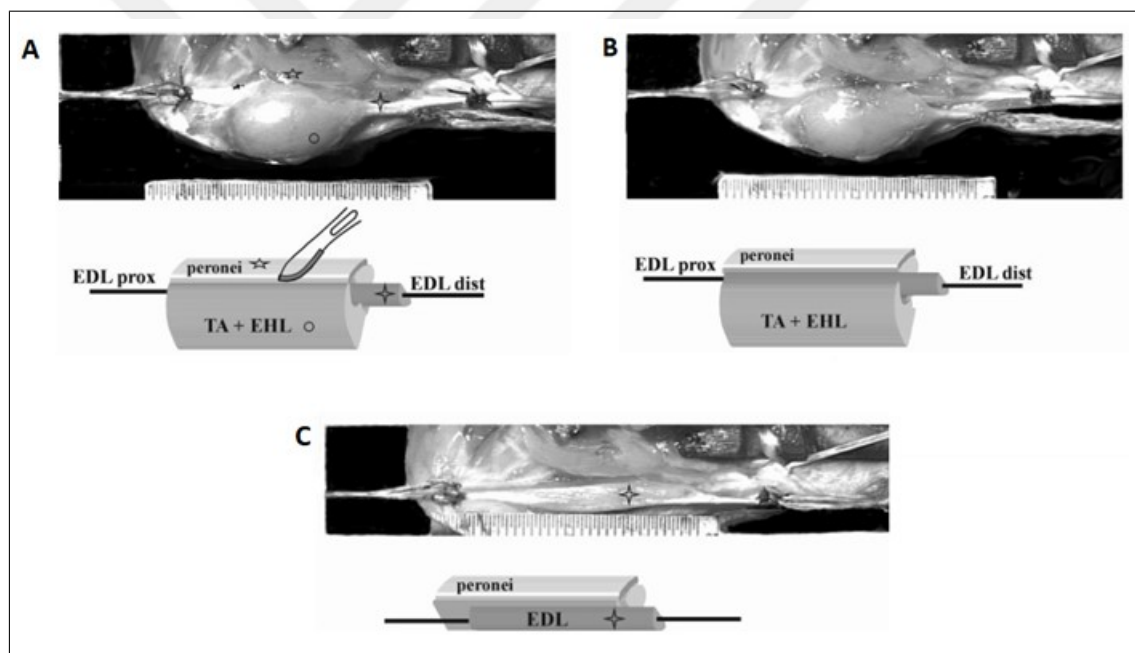 A
B
peronei
EDL prox
EDL dist
TA + EHL
peronei
EDL prox
EDL dist
TA + EHL
C
peronei
EDL